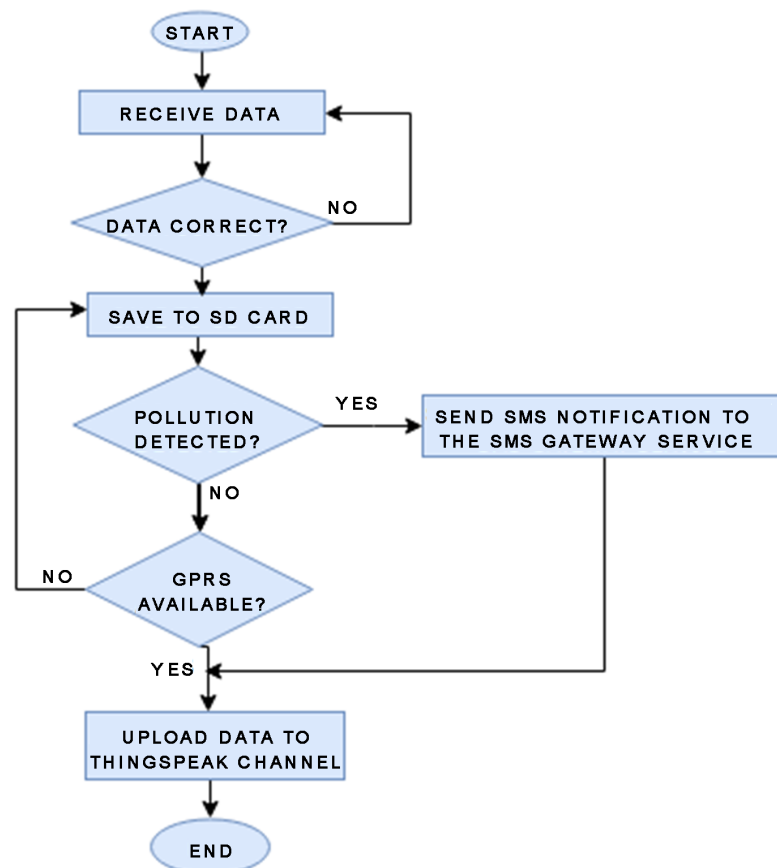 START
RECEIVE DATA
NO
DATA CORRECT?
SAVE TO SD CARD
YES
POLLUTION
DETECTED?
SEND SMS NOTIFICATION TO
THE SMS GATEWAY SERVICE
NO
NO
GPRS
AVAILABLE?
YES
UPLOAD DATA TO
THINGSPEAK CHANNEL
END